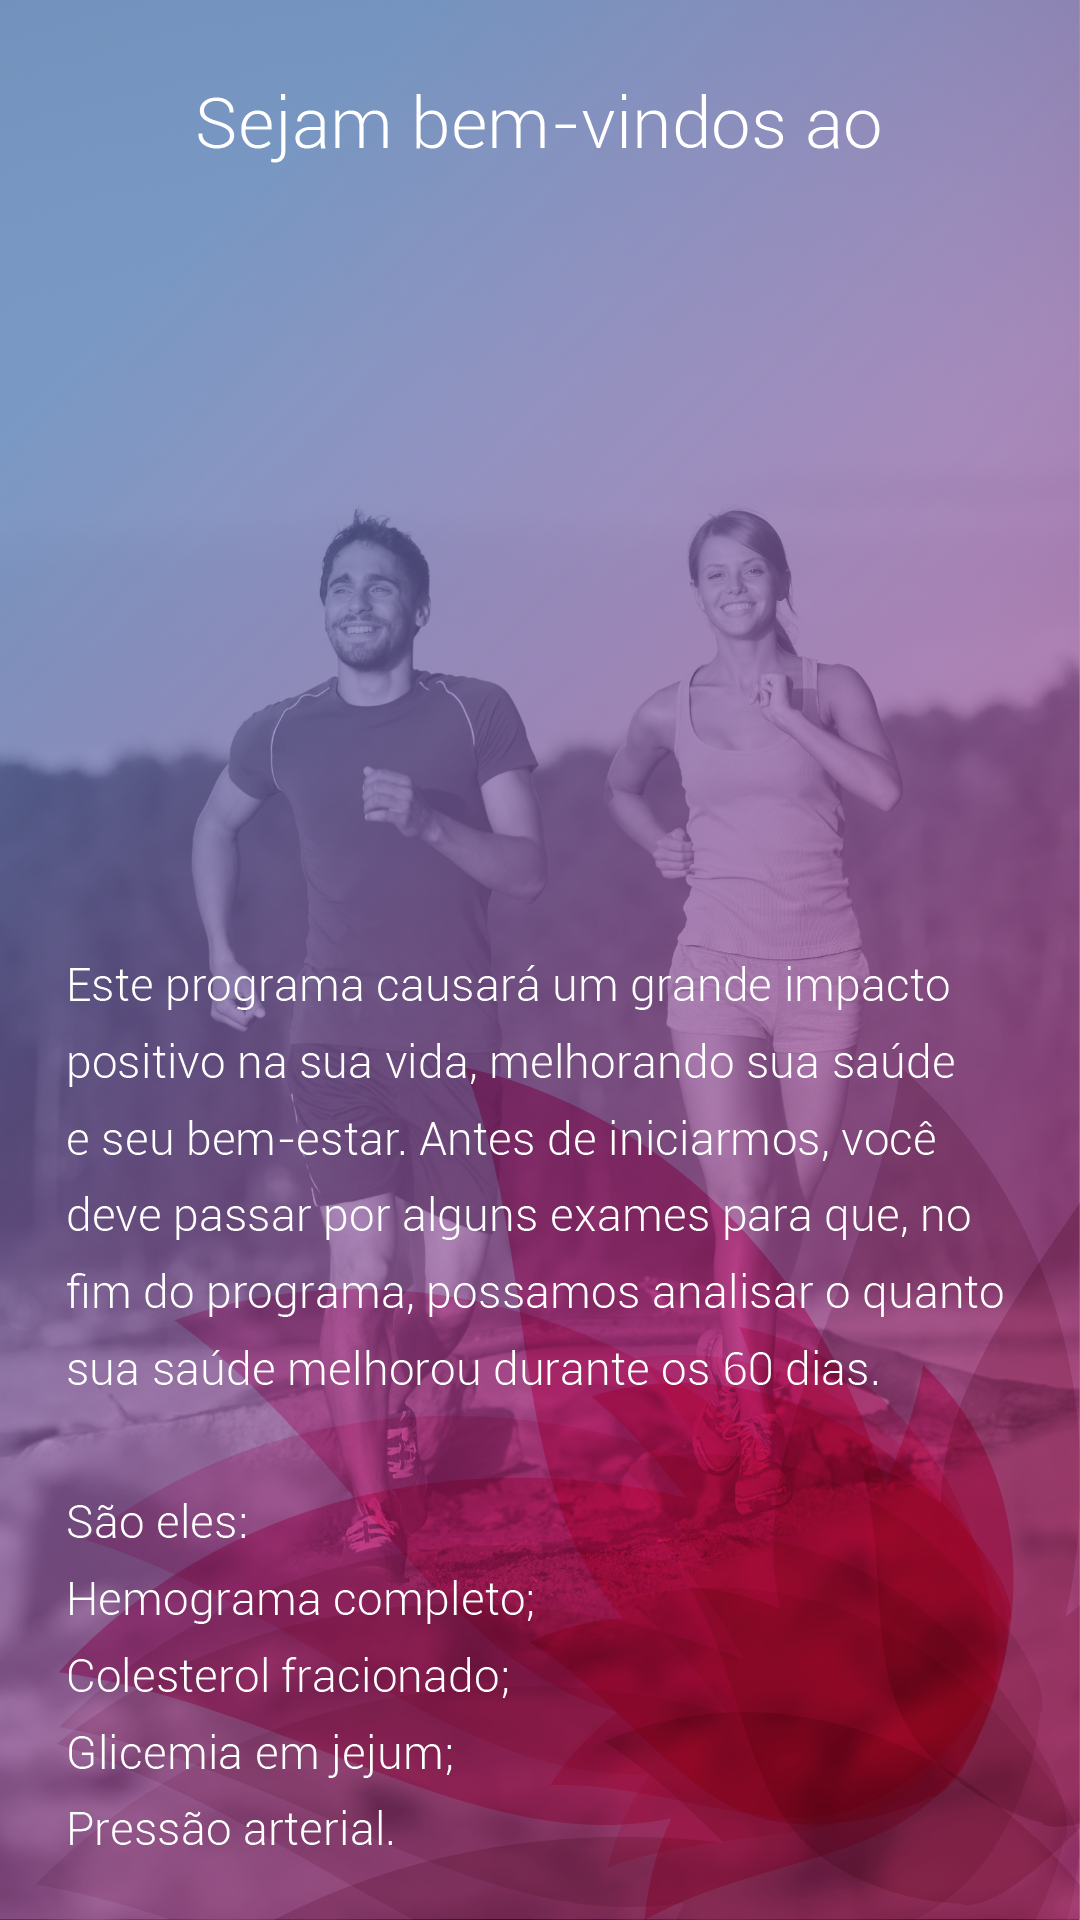 Sejam bem-vindos ao
Este programa causará um grande impacto
positivo na sua vida, melhorando sua saúde
e seu bem-estar. Antes de iniciarmos, você
deve passar por alguns exames para que, no
fim do programa, possamos analisar o quanto
sua saúde melhorou durante os 60 dias.
São eles:
Hemograma completo;
Colesterol fracionado;
Glicemia em jejum;
Pressão arterial.